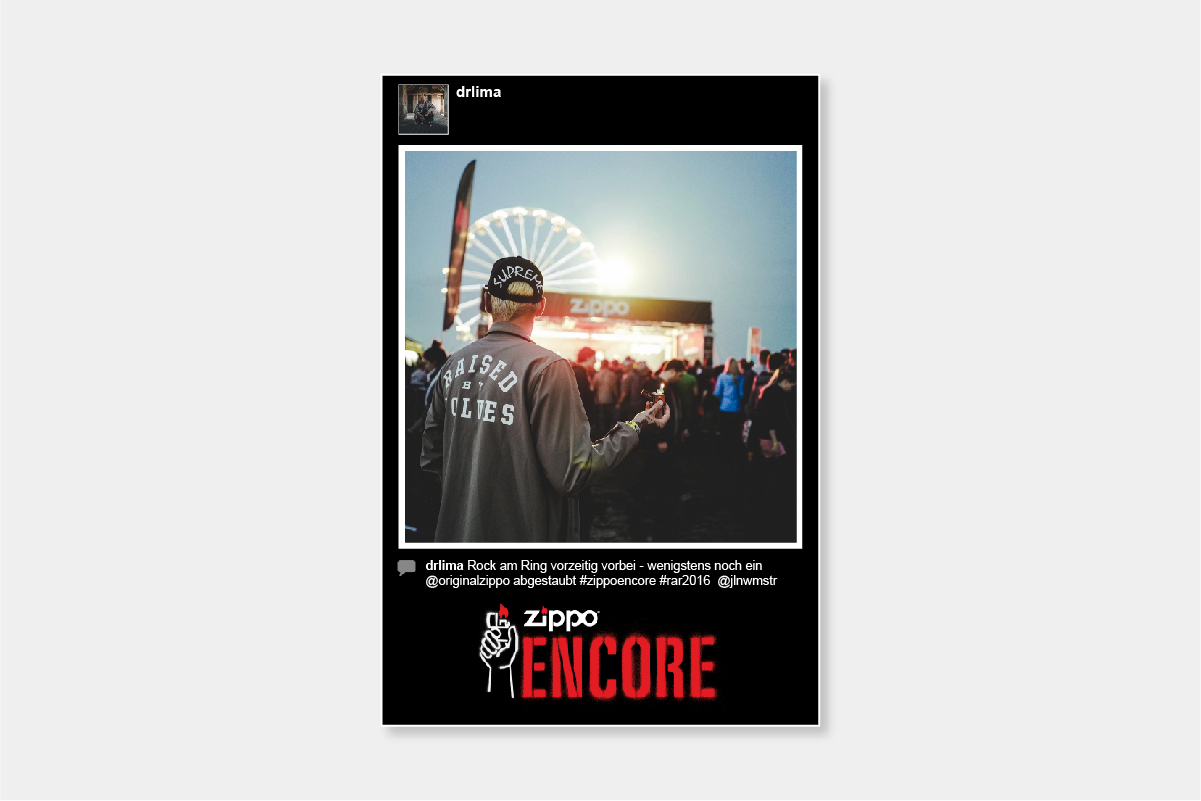 drlima
SUPREME
zippo
RAISED
BY
WOLVES
drlima Rock am Ring vorzeitig vorbei - wenigstens noch ein
@originalzippo abgestaubt #zippoencore #rar2016 @jlnwmstr
zippo
ENCORE